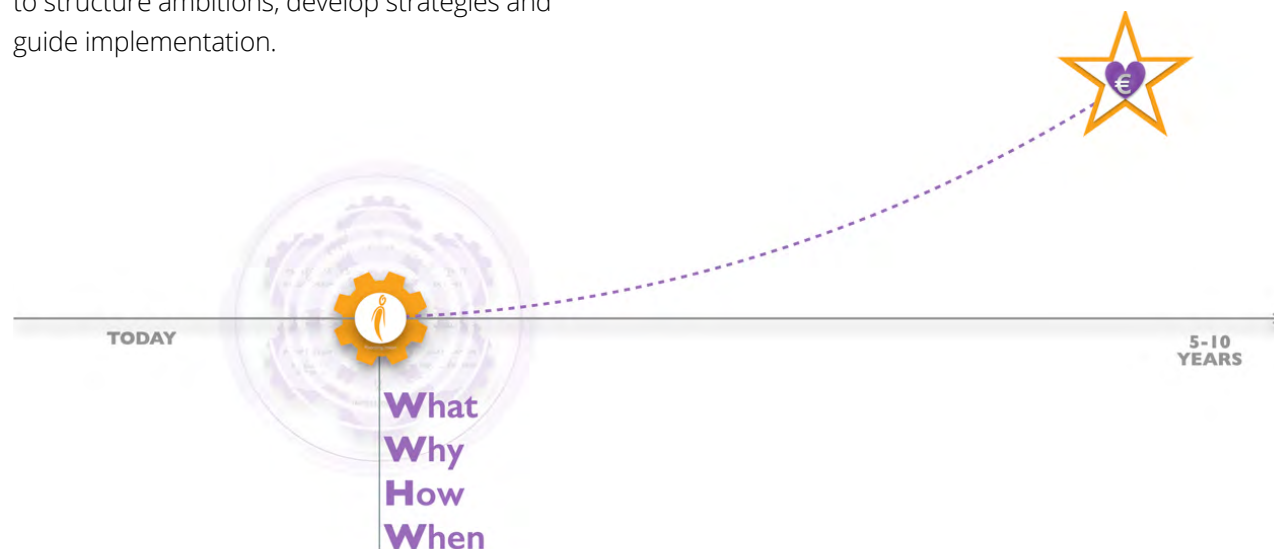 to structure ambitions, develop strategies and
guide implementation.
€
TODAY
5-10
YEARS
What
Why
How
When